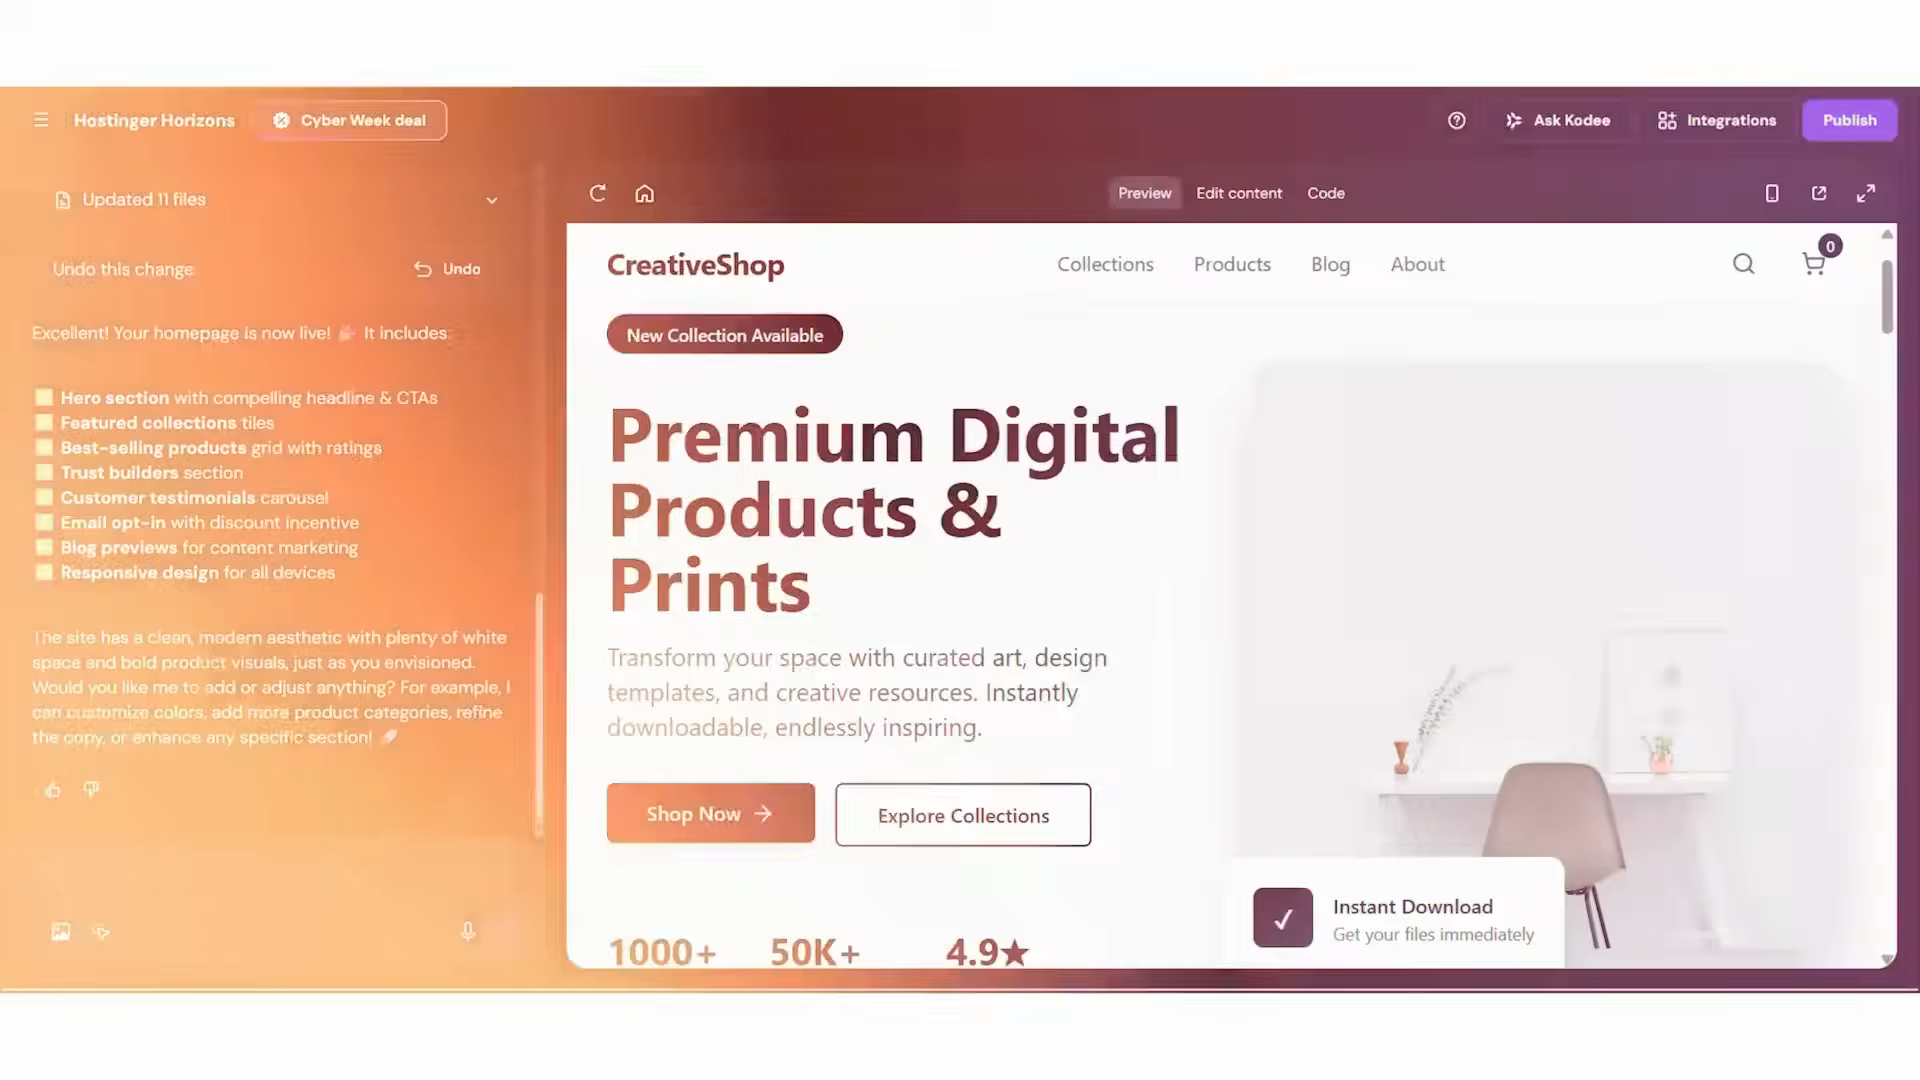 Hostinger Horizons
Cyber Week deal
Ask Kodee
Integrations
Publish
Updated 11 files
Undo this change
Undo
Excellent! Your homepage is now live! 🎉 It includes
Hero section with compelling headline & CTAs
Featured collections tiles
Best-selling products grid with ratings
Trust builders section
Customer testimonials carousel
Email opt-in with discount incentive
Blog previews for content marketing
Responsive design for all devices
The site has a clean, modern aesthetic with plenty of white
space and bold product visuals, just as you envisioned.
Would you like me to add or adjust anything? For example, I
can customize colors, add more product categories, refine
the copy, or enhance any specific section! 🚀
Preview
Edit content
Code
CreativeShop
Collections
Products
Blog
About
0
New Collection Available
Premium Digital
Products &
Prints
Transform your space with curated art, design
templates, and creative resources. Instantly
downloadable, endlessly inspiring.
Shop Now →
Explore Collections
1000+
50K+
4.9★
✓
Instant Download
Get your files immediately